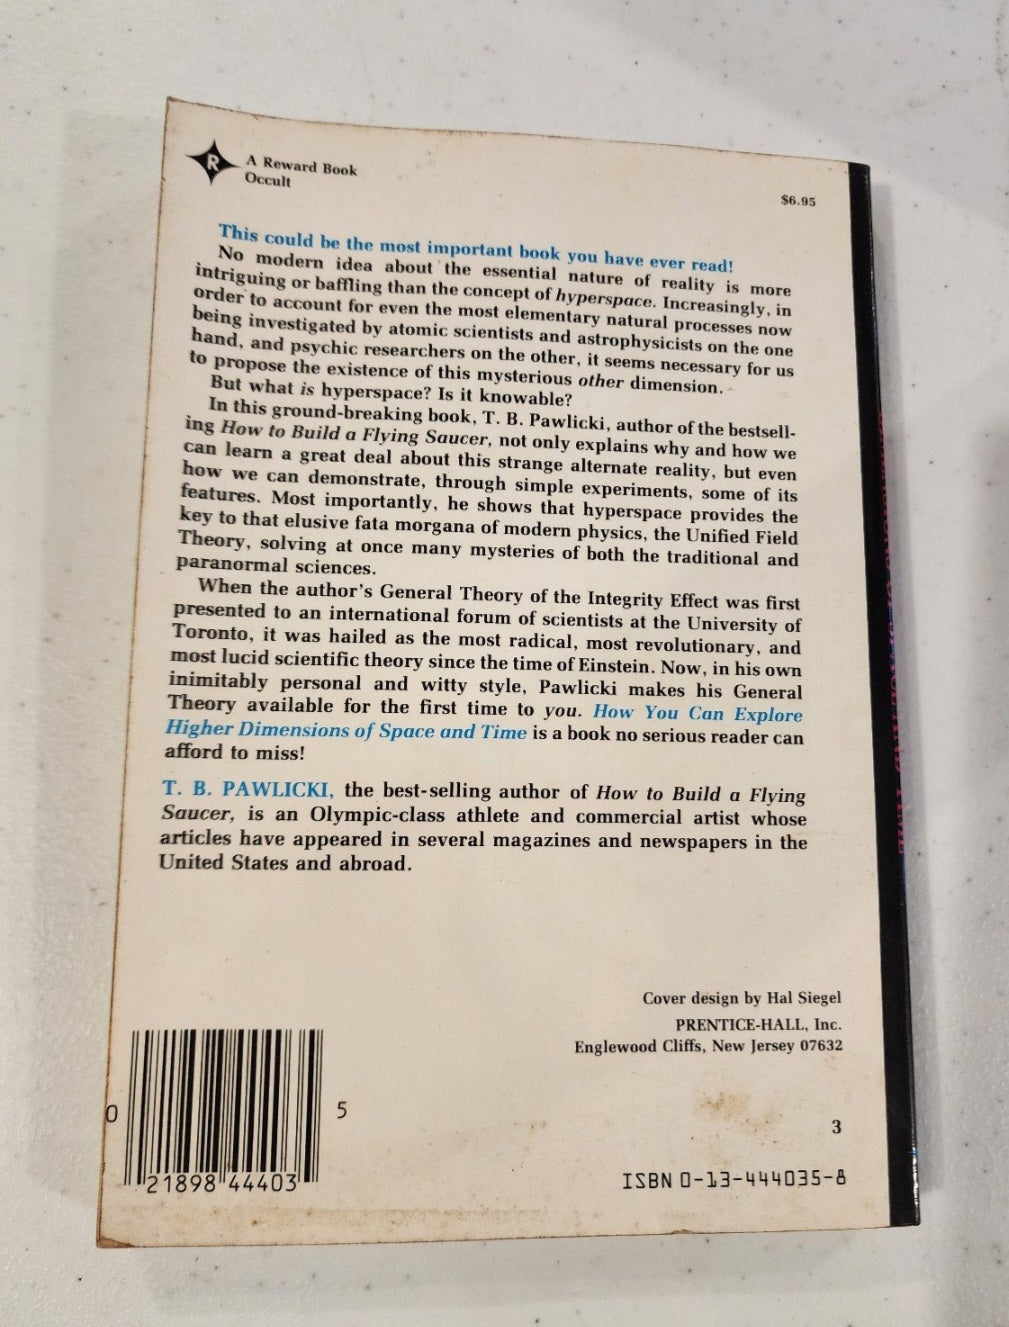 R
A Reward Book
Occult
$6.95
This could be the most important book you have ever read!
No modern idea about the essential nature of reality is more
intriguing or baffling than the concept of hyperspace. Increasingly, in
order to account for even the most elementary natural processes now
being investigated by atomic scientists and astrophysicists on the one
hand, and psychic researchers on the other, it seems necessary for us
to propose the existence of this mysterious other dimension.
But what is hyperspace? Is it knowable?
In this ground-breaking book, T. B. Pawlicki, author of the bestsell-
ing How to Build a Flying Saucer, not only explains why and how we
can learn a great deal about this strange alternate reality, but even
how we can demonstrate, through simple experiments, some of its
features. Most importantly, he shows that hyperspace provides the
key to that elusive fata morgana of modern physics, the Unified Field
Theory, solving at once many mysteries of both the traditional and
paranormal sciences.
When the author's General Theory of the Integrity Effect was first
presented to an international forum of scientists at the University of
Toronto, it was hailed as the most radical, most revolutionary, and
most lucid scientific theory since the time of Einstein. Now, in his own
inimitably personal and witty style, Pawlicki makes his General
Theory available for the first time to you. How You Can Explore
Higher Dimensions of Space and Time is a book no serious reader can
afford to miss!
T. B. PAWLICKI, the best-selling author of How to Build a Flying
Saucer, is an Olympic-class athlete and commercial artist whose
articles have appeared in several magazines and newspapers in the
United States and abroad.
Cover design by Hal Siegel
PRENTICE-HALL, Inc.
Englewood Cliffs, New Jersey 07632
0 21898 44403 5
3
ISBN 0-13-444035-8